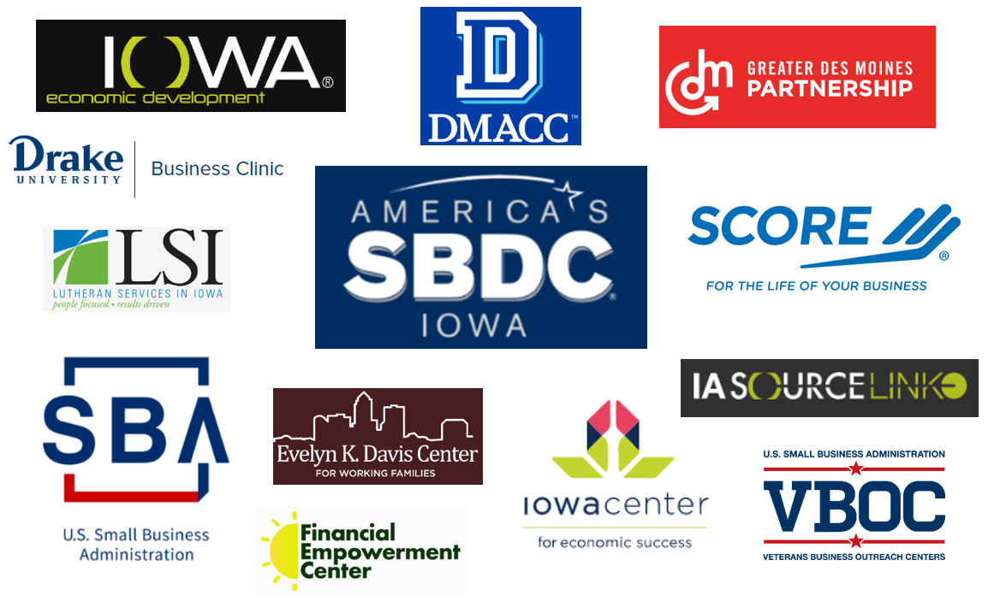 IOWA®
economic development
D
DMACC™
dm
GREATER DES MOINES
PARTNERSHIP
Drake
UNIVERSITY
Business Clinic
AMERICA'S
SBDC®
IOWA
SCORE®
FOR THE LIFE OF YOUR BUSINESS
LSI
LUTHERAN SERVICES IN IOWA
people focused • results driven
SBA
U.S. Small Business
Administration
Evelyn K. Davis Center
FOR WORKING FAMILIES
Financial
Empowerment
Center
iowacenter
for economic success
IASOURCELINK
U.S. SMALL BUSINESS ADMINISTRATION
VBOC
VETERANS BUSINESS OUTREACH CENTERS